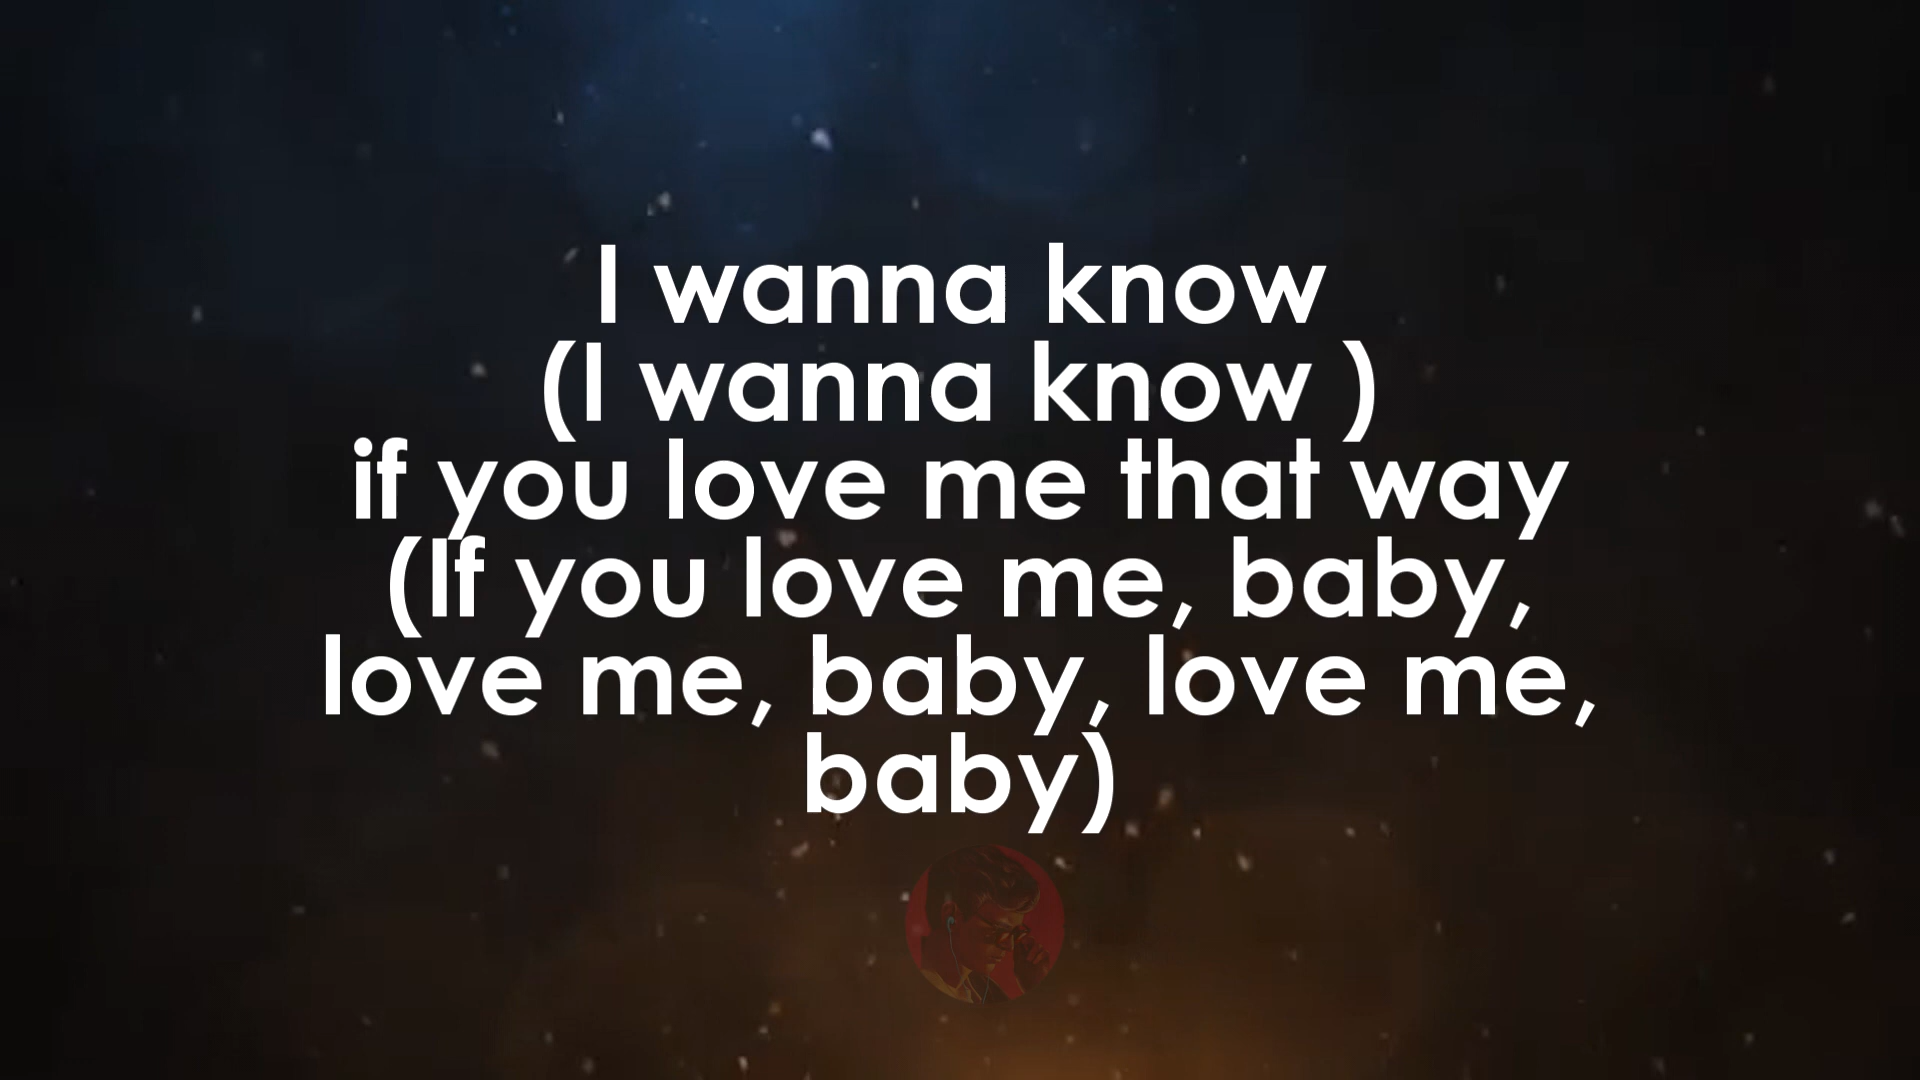 I wanna know
(I wanna know )
if you love me that way
(If you love me, baby,
love me, baby, love me,
baby)